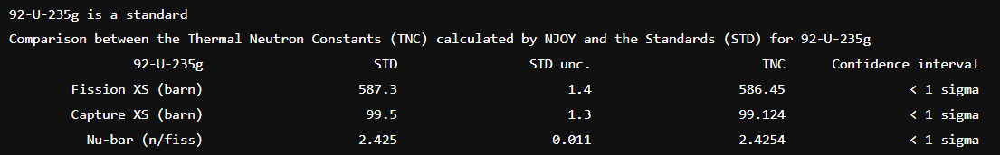 92-U-235g is a standard
Comparison between the Thermal Neutron Constants (TNC) calculated by NJOY and the Standards (STD) for 92-U-235g
92-U-235g STD STD unc. TNC Confidence interval
Fission XS (barn) 587.3 1.4 586.45 < 1 sigma
Capture XS (barn) 99.5 1.3 99.124 < 1 sigma
Nu-bar (n/fiss) 2.425 0.011 2.4254 < 1 sigma